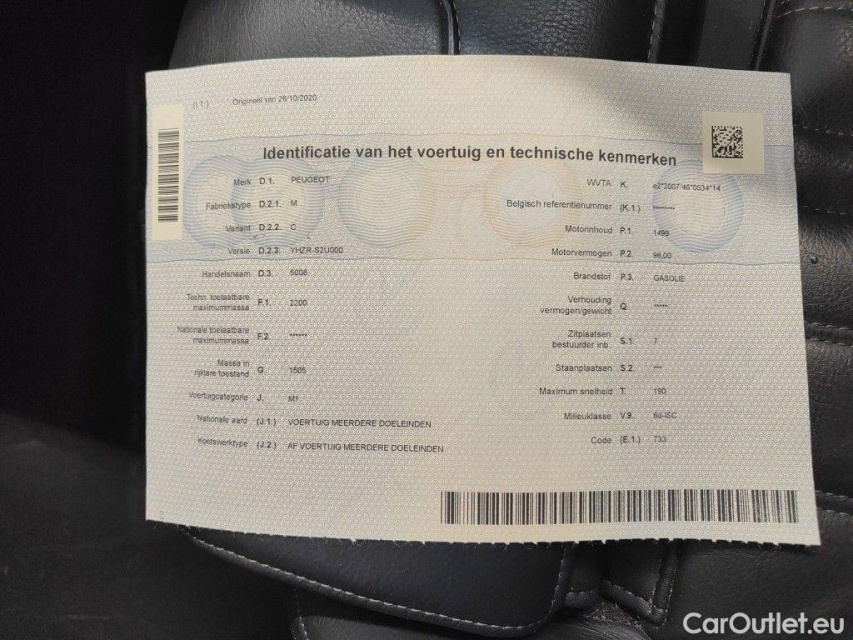 (I.1.) Origineel van 26/10/2020
Identificatie van het voertuig en technische kenmerken
Merk D.1. PEUGEOT
Fabriekstype D.2.1. M
Variant D.2.2. C
Versie D.2.3. YHZR-S2U000
Handelsnaam D.3. 5008
Techn. toelaatbare
maximummassa F.1. 2200
Nationale toelaatbare
maximummassa F.2. ------
Massa in
rijklare toestand G. 1505
Voertuigcategorie J. M1
Nationale aard (J.1.) VOERTUIG MEERDERE DOELEINDEN
Koetswerktype (J.2.) AF VOERTUIG MEERDERE DOELEINDEN
WVTA K. e2*2007/46*0534*14
Belgisch referentienummer (K.1.) --------
Motorinhoud P.1. 1499
Motorvermogen P.2. 96,00
Brandstof P.3. GASOLIE
Verhouding
vermogen/gewicht Q. -----
Zitplaatsen
bestuurder inb. S.1. 7
Staanplaatsen S.2. ---
Maximum snelheid T. 190
Milieuklasse V.9. 6d-ISC
Code (E.1.) 733
CarOutlet.eu